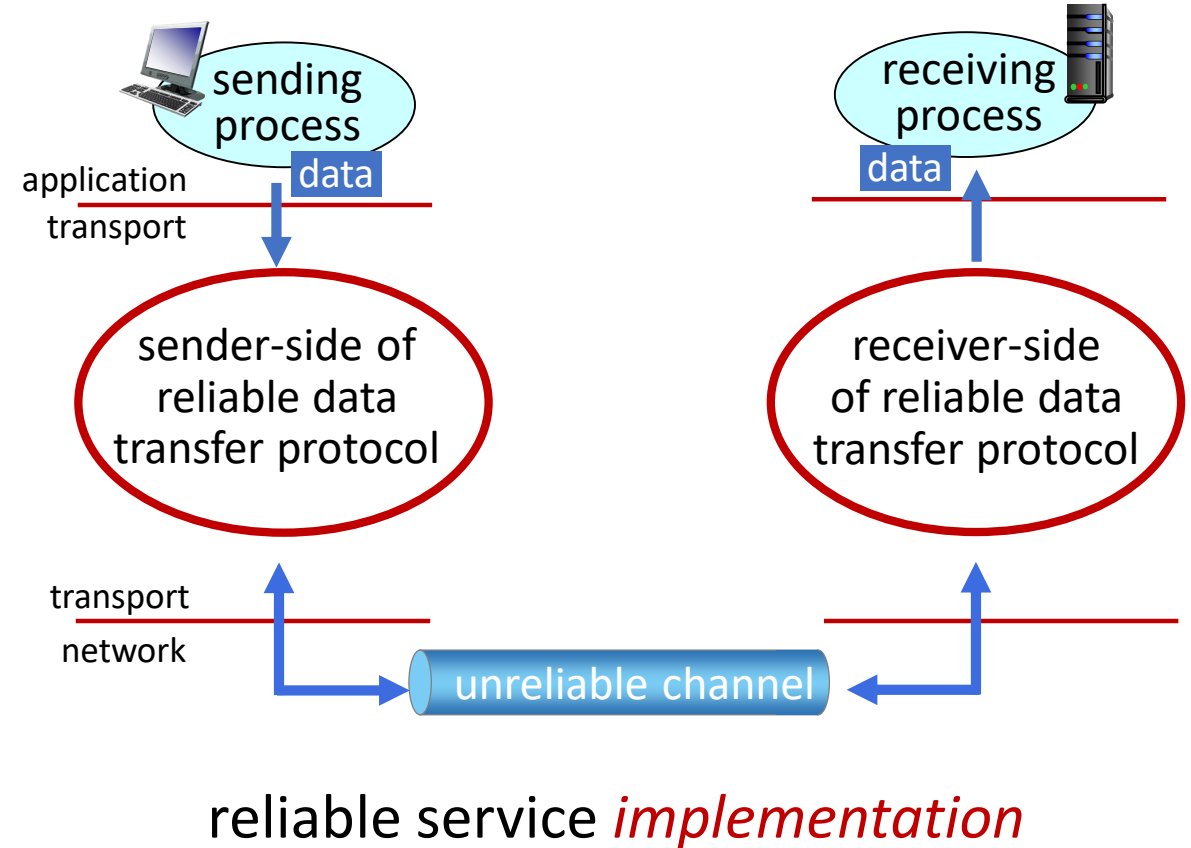 sending
process
data
application
transport
receiving
process
data
sender-side of
reliable data
transfer protocol
receiver-side
of reliable data
transfer protocol
transport
network
unreliable channel
reliable service implementation